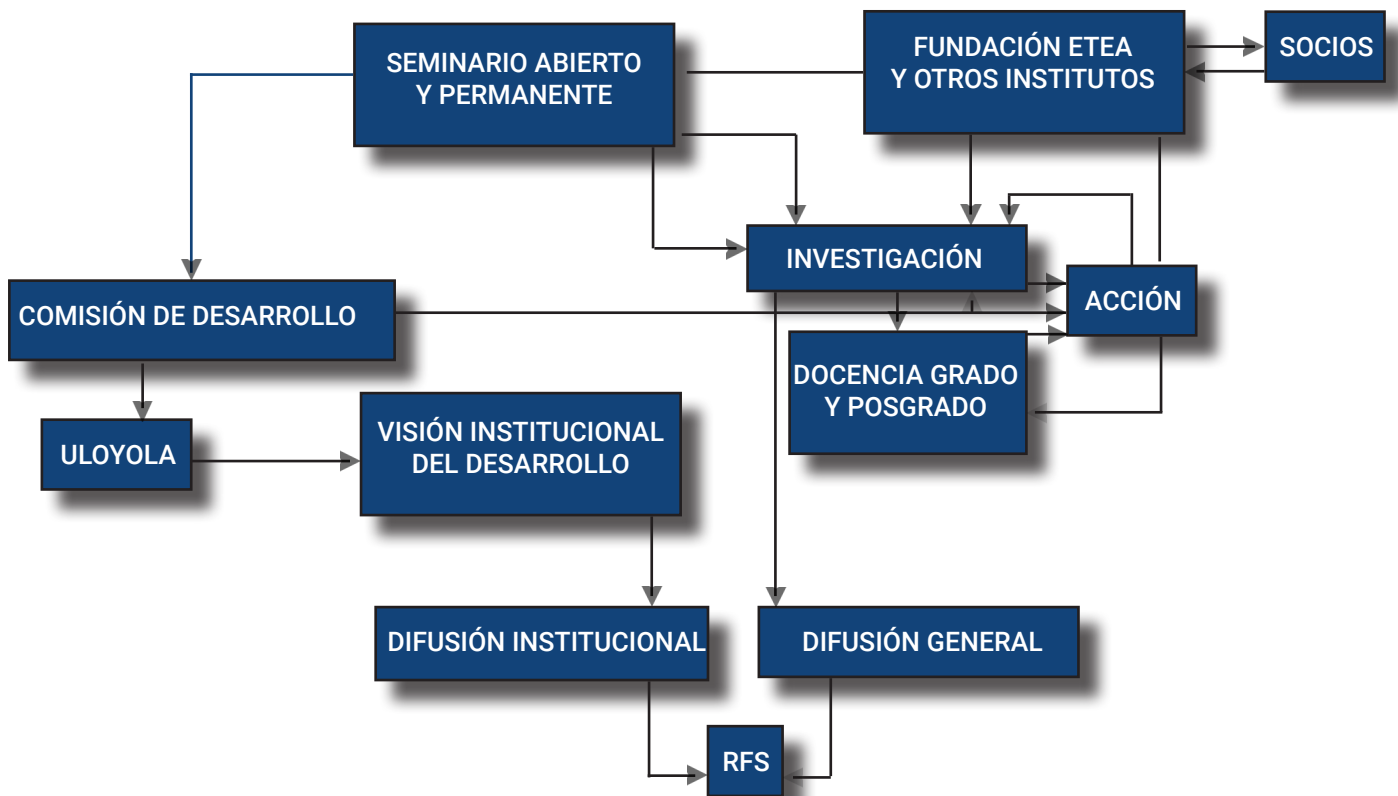 SEMINARIO ABIERTO
Y PERMANENTE
FUNDACIÓN ETEA
Y OTROS INSTITUTOS
SOCIOS
INVESTIGACIÓN
ACCIÓN
COMISIÓN DE DESARROLLO
DOCENCIA GRADO
Y POSGRADO
ULOYOLA
VISIÓN INSTITUCIONAL
DEL DESARROLLO
DIFUSIÓN INSTITUCIONAL
DIFUSIÓN GENERAL
RFS